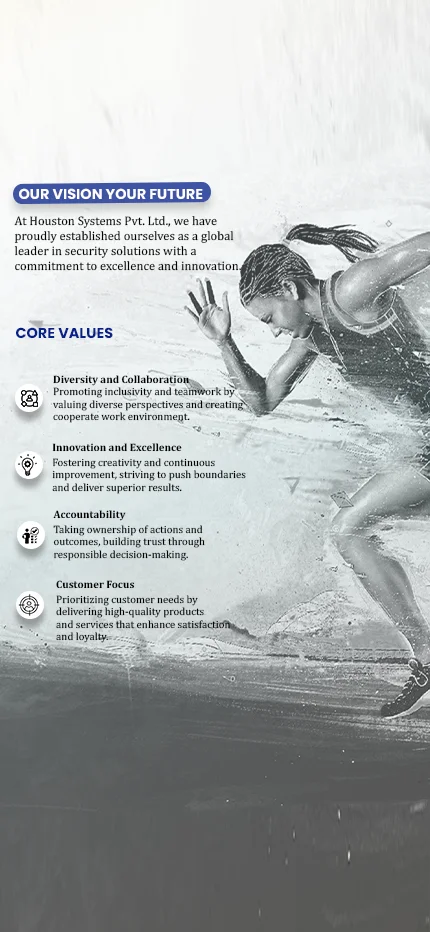 OUR VISION YOUR FUTURE
At Houston Systems Pvt. Ltd., we have
proudly established ourselves as a global
leader in security solutions with a
commitment to excellence and innovation.
CORE VALUES
Diversity and Collaboration
Promoting inclusivity and teamwork by
valuing diverse perspectives and creating
cooperate work environment.
Innovation and Excellence
Fostering creativity and continuous
improvement, striving to push boundaries
and deliver superior results.
Accountability
Taking ownership of actions and
outcomes, building trust through
responsible decision-making.
Customer Focus
Prioritizing customer needs by
delivering high-quality products
and services that enhance satisfaction
and loyalty.